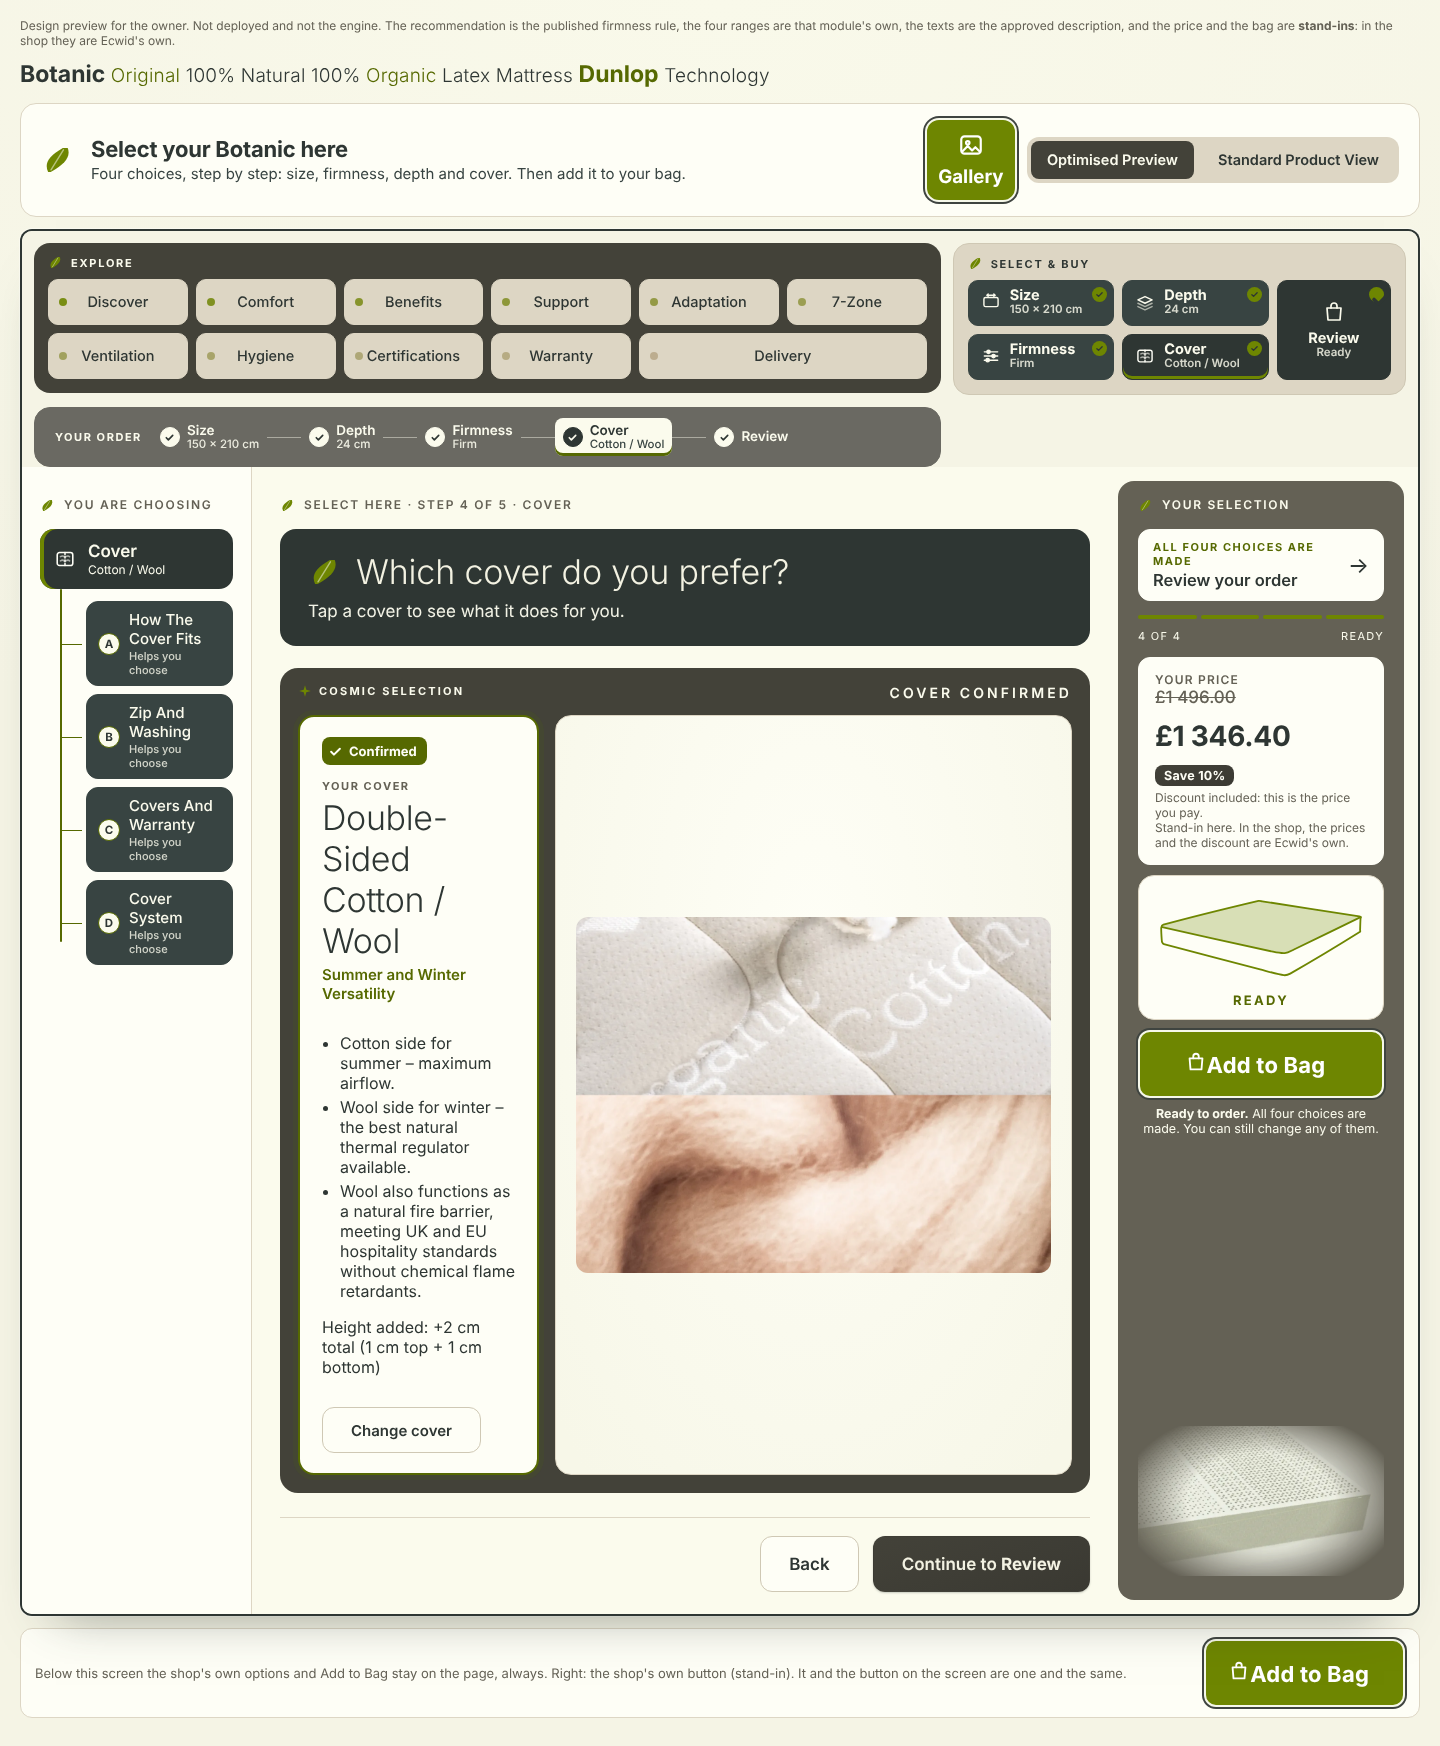 Design preview for the owner. Not deployed and not the engine. The recommendation is the published firmness rule, the four ranges are that module's own, the texts are the approved description, and the price and the bag are stand-ins: in the
shop they are Ecwid's own.
Botanic Original 100% Natural 100% Organic Latex Mattress Dunlop Technology
Select your Botanic here
Four choices, step by step: size, firmness, depth and cover. Then add it to your bag.
Gallery
Optimised Preview
Standard Product View
EXPLORE
Discover
Comfort
Benefits
Support
Adaptation
7-Zone
Ventilation
Hygiene
Certifications
Warranty
Delivery
SELECT & BUY
Size
150 × 210 cm
Depth
24 cm
Firmness
Firm
Cover
Cotton / Wool
Review
Ready
YOUR ORDER
Size
150 × 210 cm
Depth
24 cm
Firmness
Firm
Cover
Cotton / Wool
Review
YOU ARE CHOOSING
Cover
Cotton / Wool
A
How The
Cover Fits
Helps you
choose
B
Zip And
Washing
Helps you
choose
C
Covers And
Warranty
Helps you
choose
D
Cover
System
Helps you
choose
SELECT HERE · STEP 4 OF 5 · COVER
Which cover do you prefer?
Tap a cover to see what it does for you.
COSMIC SELECTION
COVER CONFIRMED
Confirmed
YOUR COVER
Double-
Sided
Cotton /
Wool
Summer and Winter
Versatility
• Cotton side for
summer – maximum
airflow.
• Wool side for winter –
the best natural
thermal regulator
available.
• Wool also functions as
a natural fire barrier,
meeting UK and EU
hospitality standards
without chemical flame
retardants.
Height added: +2 cm
total (1 cm top + 1 cm
bottom)
Change cover
Cotton
Back
Continue to Review
YOUR SELECTION
ALL FOUR CHOICES ARE
MADE
Review your order
4 OF 4
READY
YOUR PRICE
£1 496.00
£1 346.40
Save 10%
Discount included: this is the price
you pay.
Stand-in here. In the shop, the prices
and the discount are Ecwid's own.
READY
Add to Bag
Ready to order. All four choices are
made. You can still change any of them.
Below this screen the shop's own options and Add to Bag stay on the page, always. Right: the shop's own button (stand-in). It and the button on the screen are one and the same.
Add to Bag